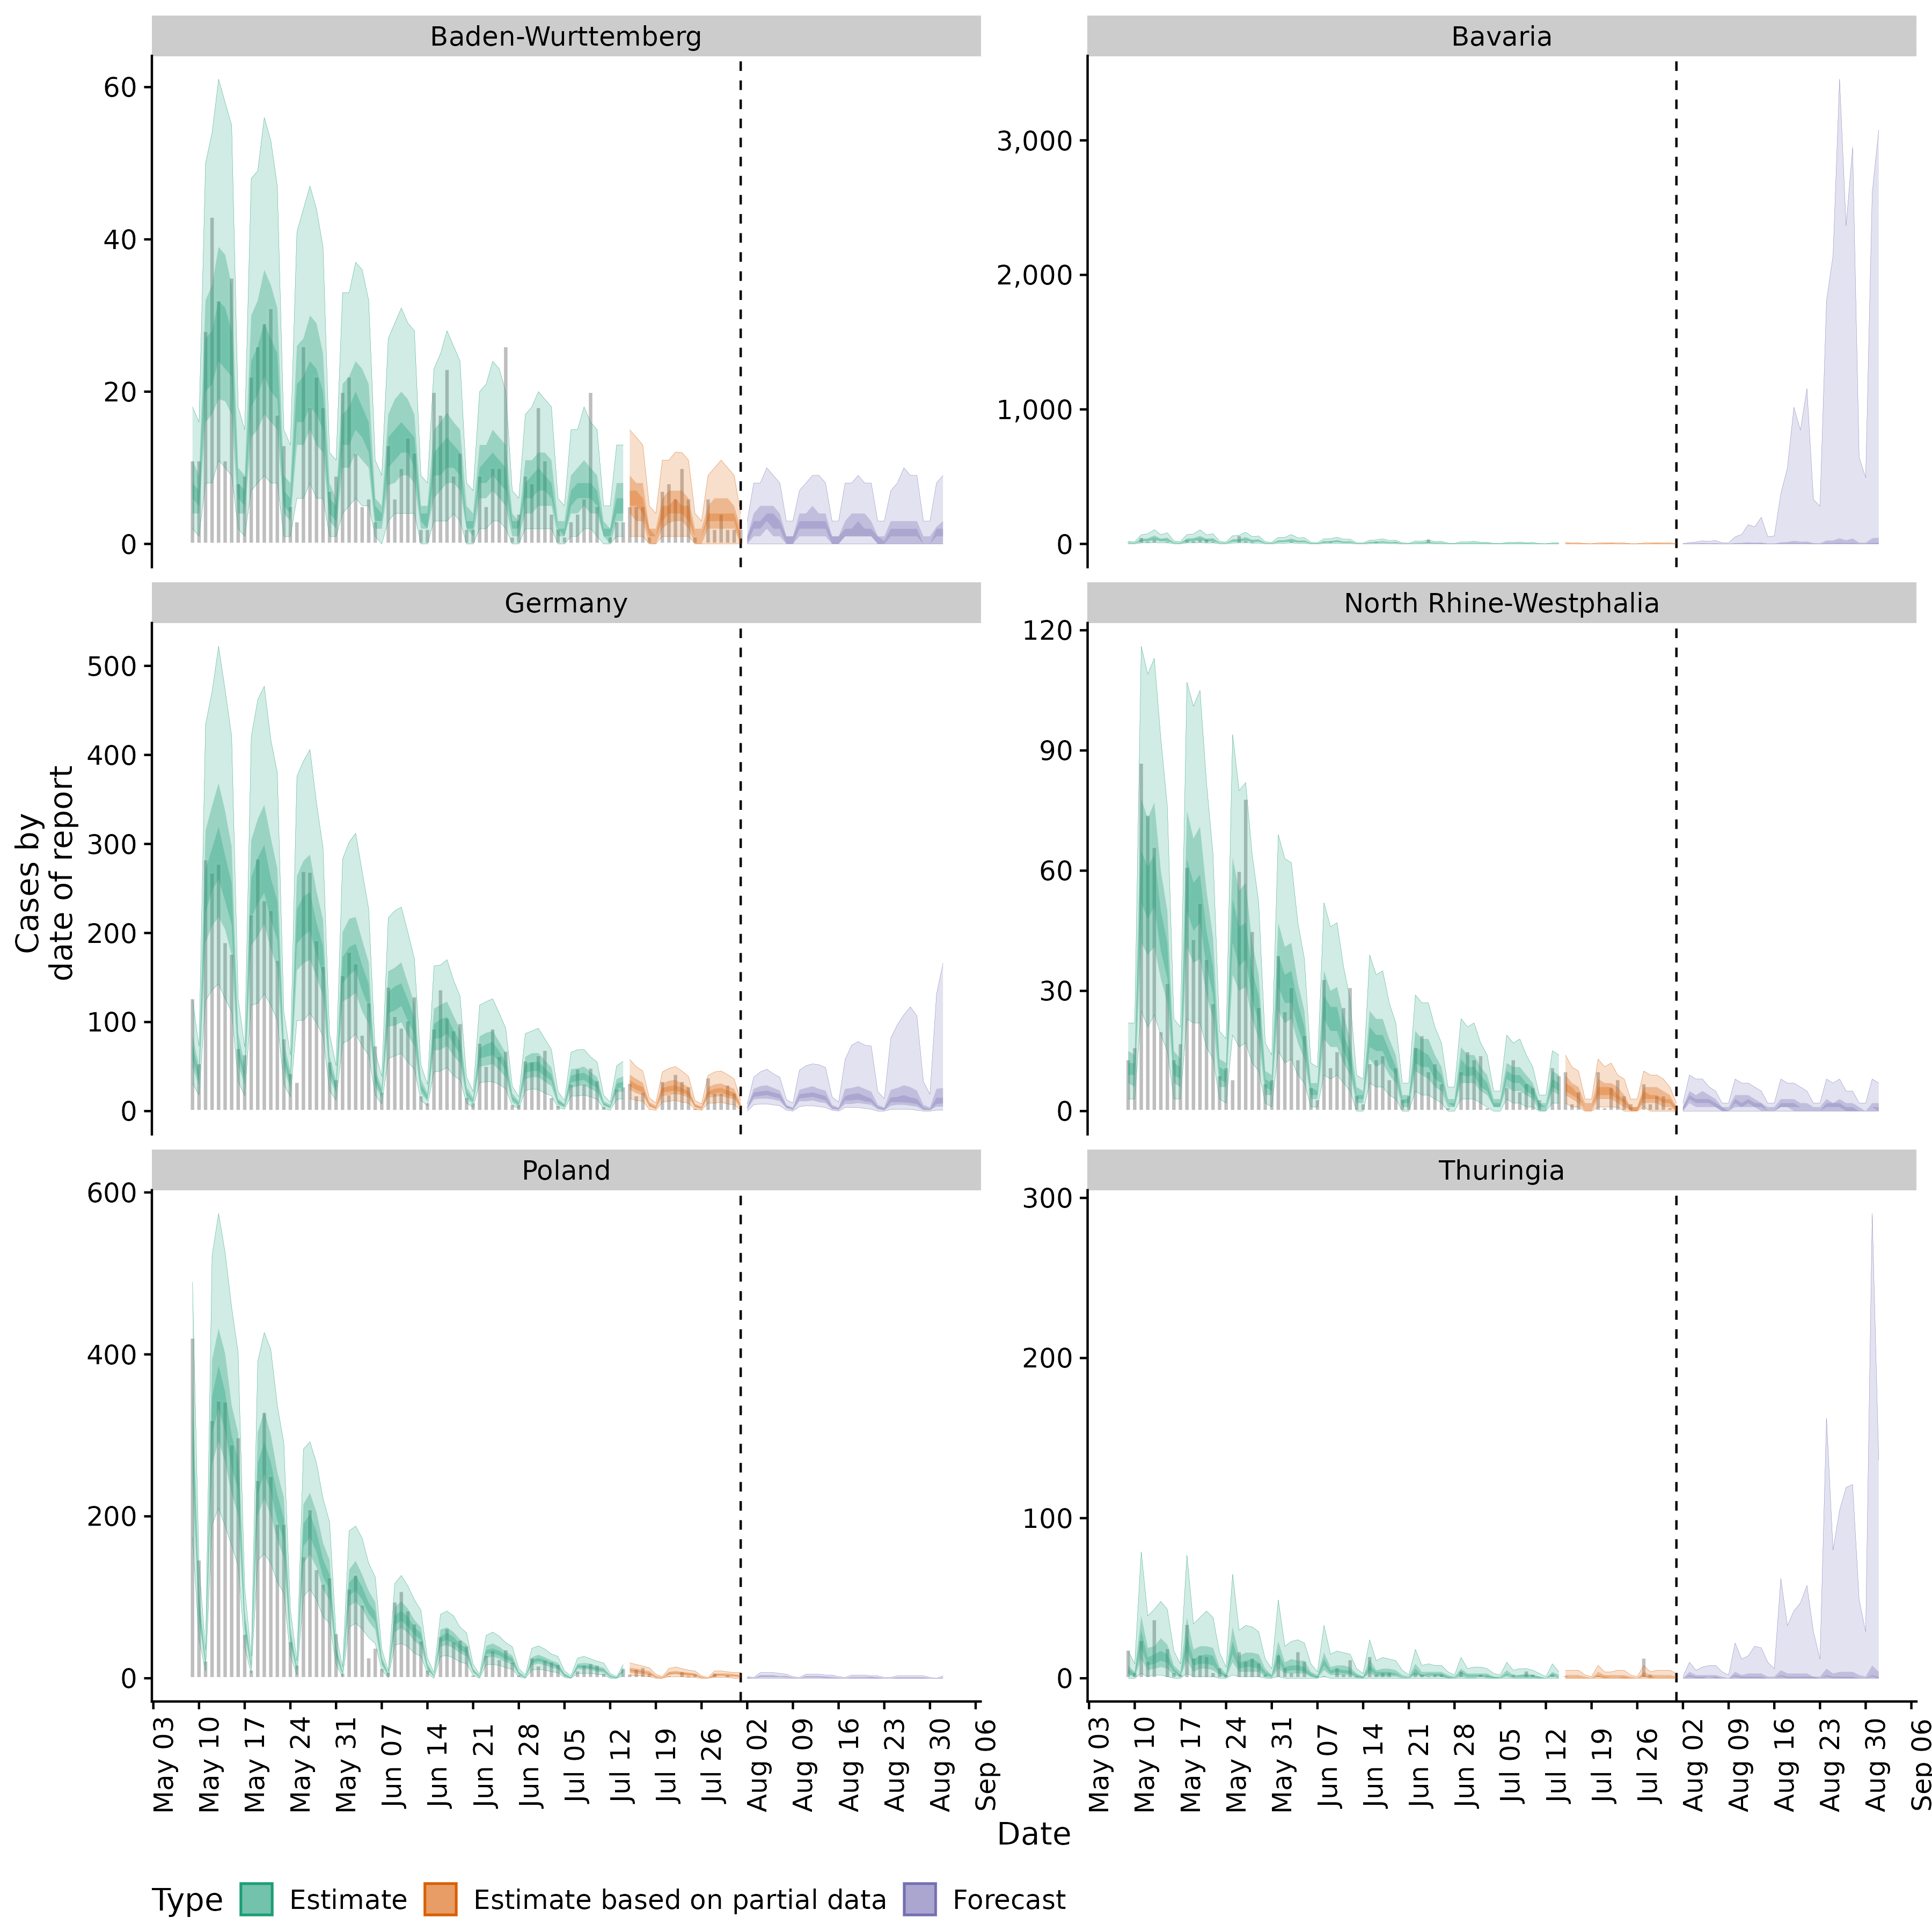 Baden-Wurttemberg
Bavaria
60
40
20
0
3,000
2,000
1,000
0
Germany
North Rhine-Westphalia
500
400
300
200
100
0
120
90
60
30
0
Cases by
date of report
Poland
Thuringia
600
400
200
0
300
200
100
0
May 03
May 10
May 17
May 24
May 31
Jun 07
Jun 14
Jun 21
Jun 28
Jul 05
Jul 12
Jul 19
Jul 26
Aug 02
Aug 09
Aug 16
Aug 23
Aug 30
Sep 06
May 03
May 10
May 17
May 24
May 31
Jun 07
Jun 14
Jun 21
Jun 28
Jul 05
Jul 12
Jul 19
Jul 26
Aug 02
Aug 09
Aug 16
Aug 23
Aug 30
Sep 06
Date
Type Estimate Estimate based on partial data Forecast